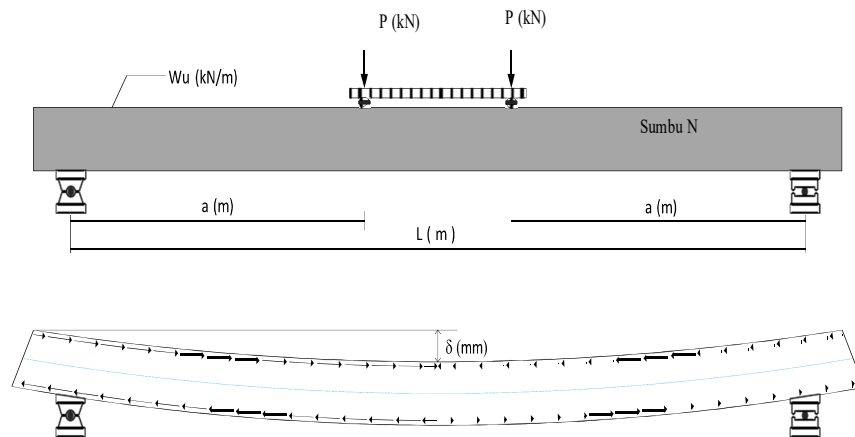 P (kN)
P (kN)
Wu (kN/m)
Sumbu N
a (m)
a (m)
L ( m )
δ (mm)